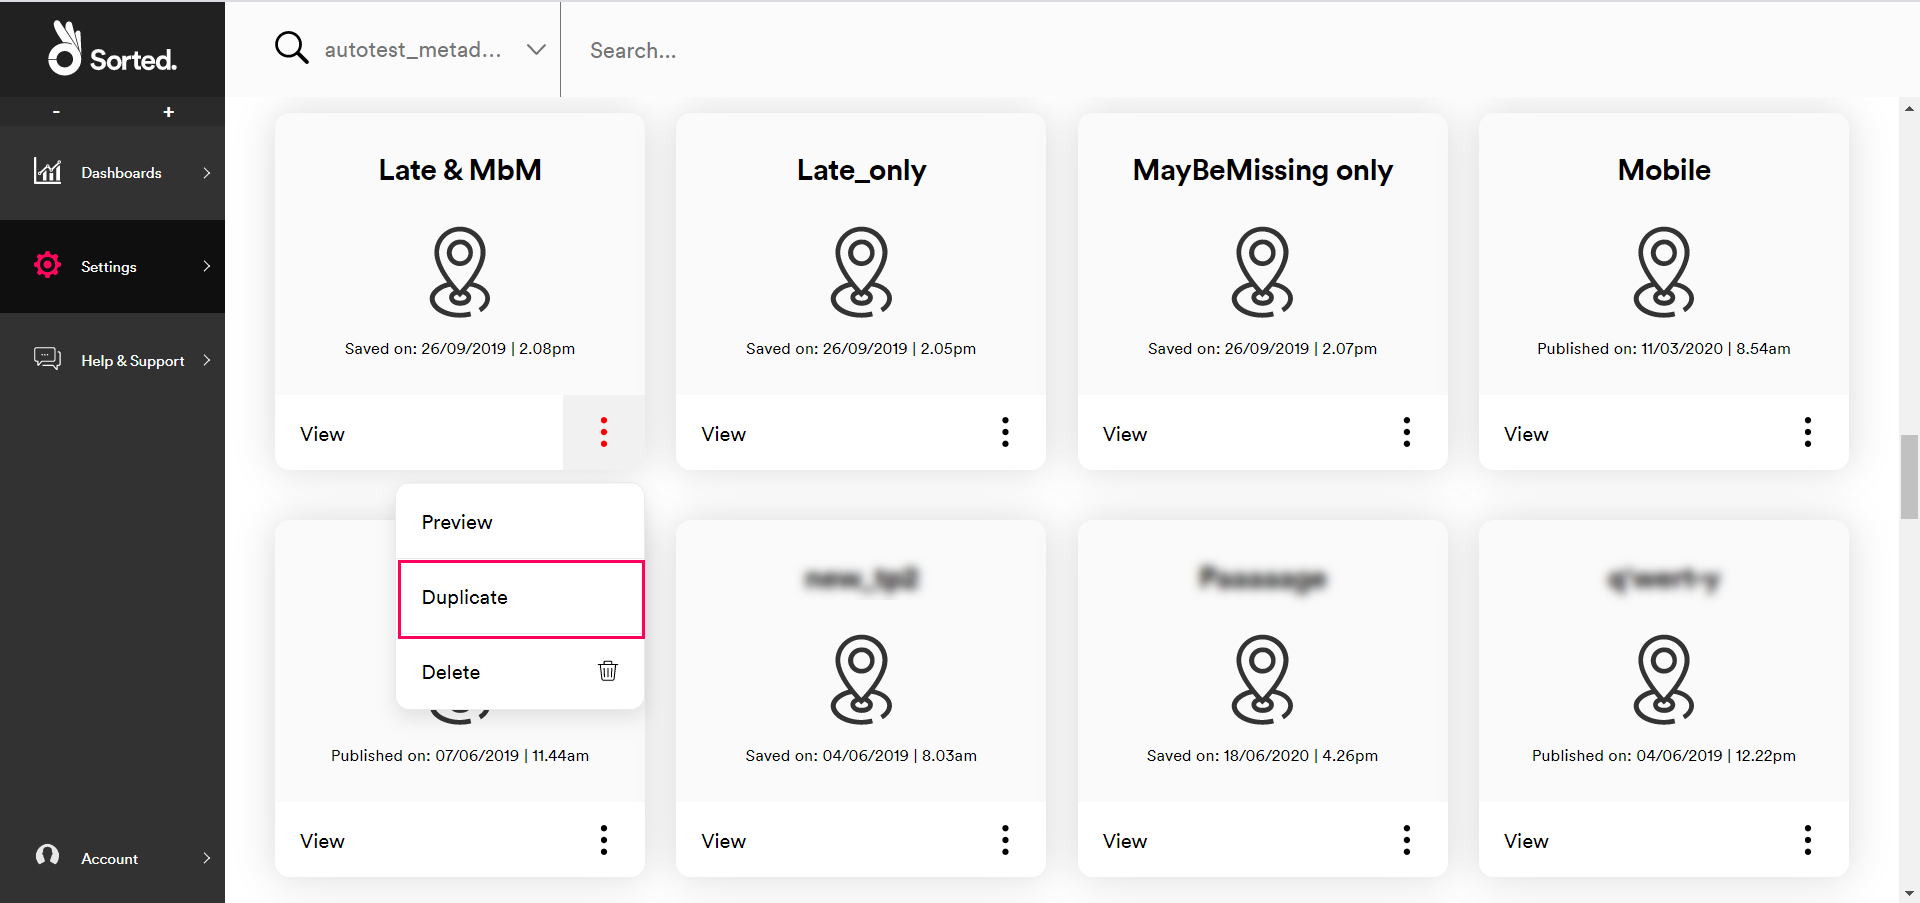 Sorted.
autotest_metad...
Search...
- +
Dashboards
Settings
Help & Support
Account
Late & MbM
Saved on: 26/09/2019 | 2.08pm
View
Late_only
Saved on: 26/09/2019 | 2.05pm
View
MayBeMissing only
Saved on: 26/09/2019 | 2.07pm
View
Mobile
Published on: 11/03/2020 | 8.54am
View
Preview
Duplicate
Delete
Published on: 07/06/2019 | 11.44am
View
new_tp2
Saved on: 04/06/2019 | 8.03am
View
Saved on: 18/06/2020 | 4.26pm
View
q'wert-y
Published on: 04/06/2019 | 12.22pm
View